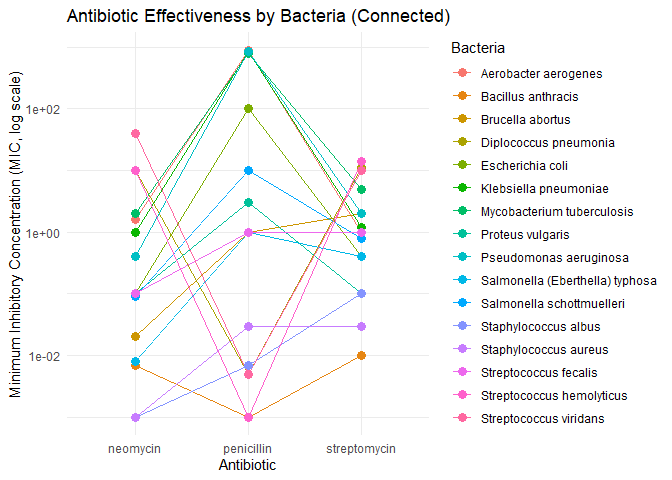 Antibiotic Effectiveness by Bacteria (Connected)
Minimum Inhibitory Concentration (MIC, log scale)
1e+02
1e+00
1e-02
neomycin penicillin streptomycin
Antibiotic
Bacteria
Aerobacter aerogenes
Bacillus anthracis
Brucella abortus
Diplococcus pneumonia
Escherichia coli
Klebsiella pneumoniae
Mycobacterium tuberculosis
Proteus vulgaris
Pseudomonas aeruginosa
Salmonella (Eberthella) typhosa
Salmonella schottmuelleri
Staphylococcus albus
Staphylococcus aureus
Streptococcus fecalis
Streptococcus hemolyticus
Streptococcus viridans